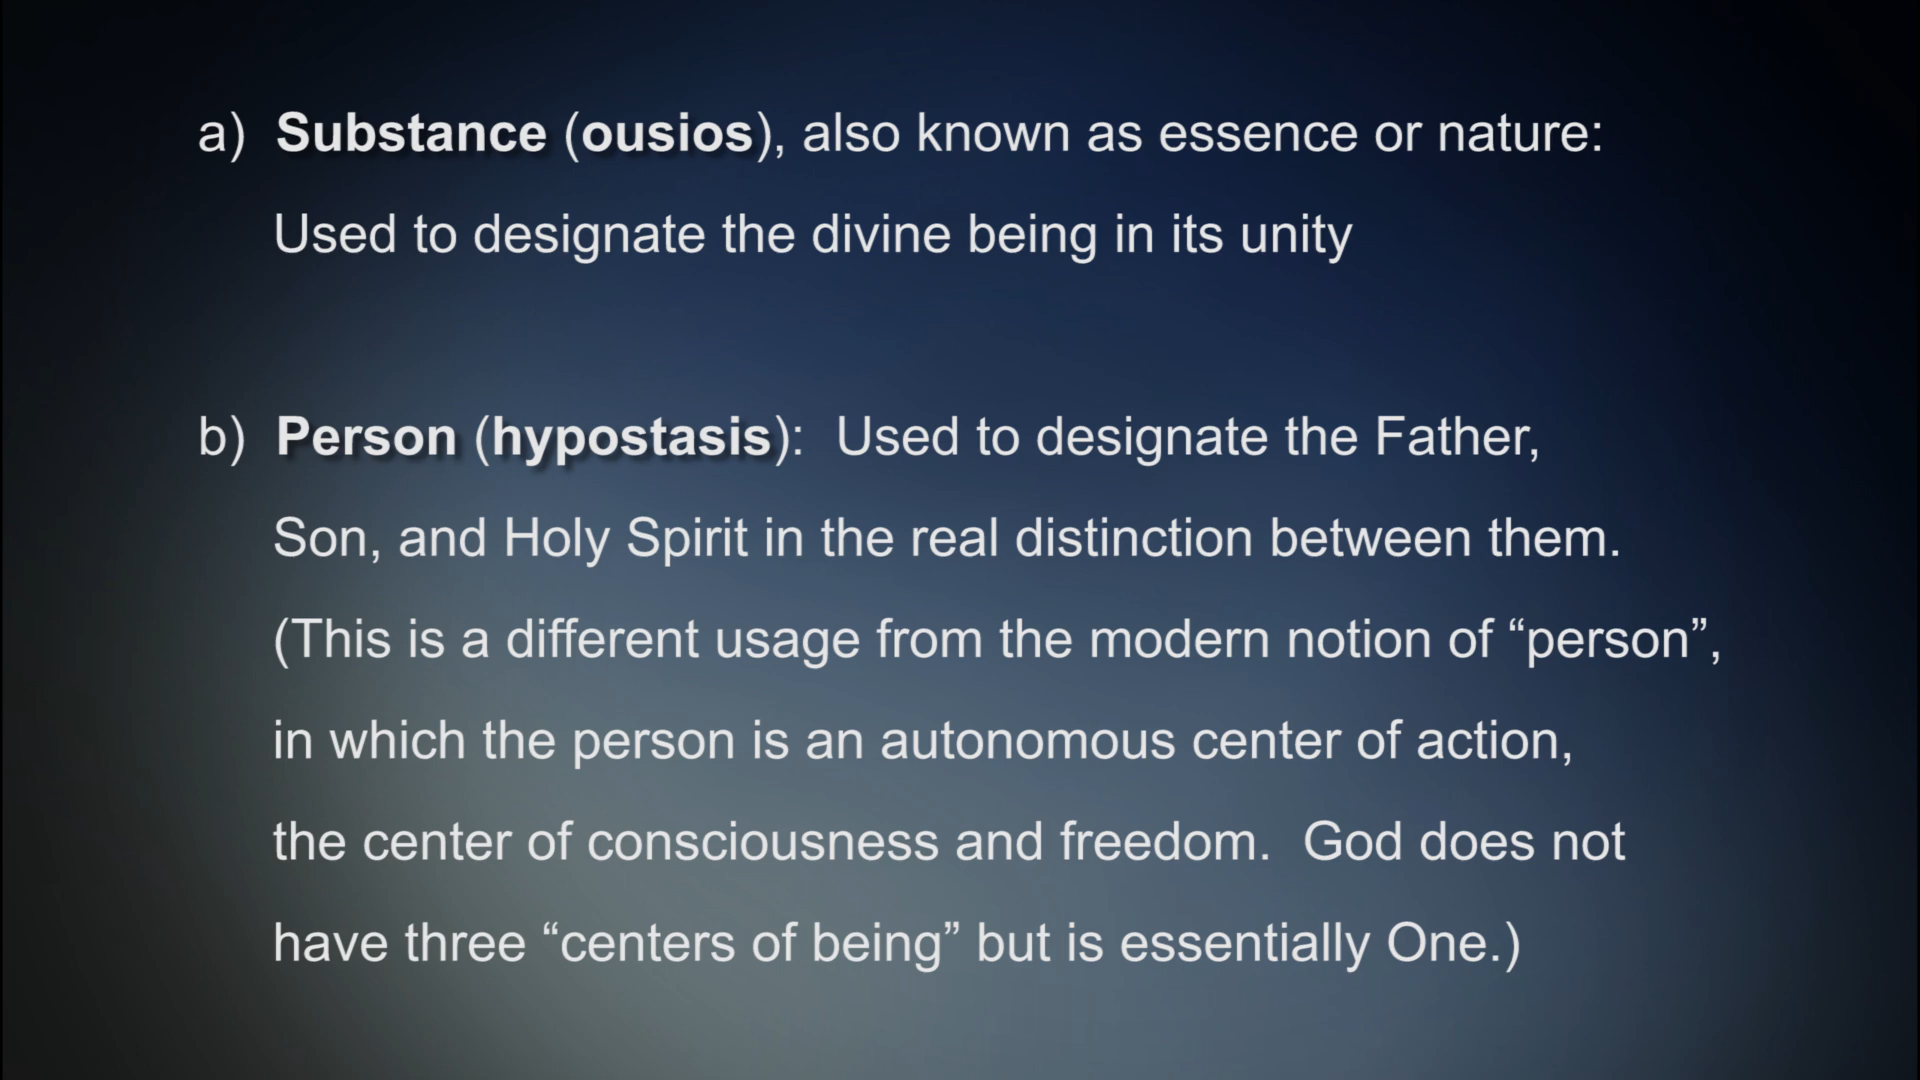 a) Substance (ousios), also known as essence or nature:
Used to designate the divine being in its unity
b) Person (hypostasis): Used to designate the Father,
Son, and Holy Spirit in the real distinction between them.
(This is a different usage from the modern notion of “person”,
in which the person is an autonomous center of action,
the center of consciousness and freedom. God does not
have three “centers of being” but is essentially One.)